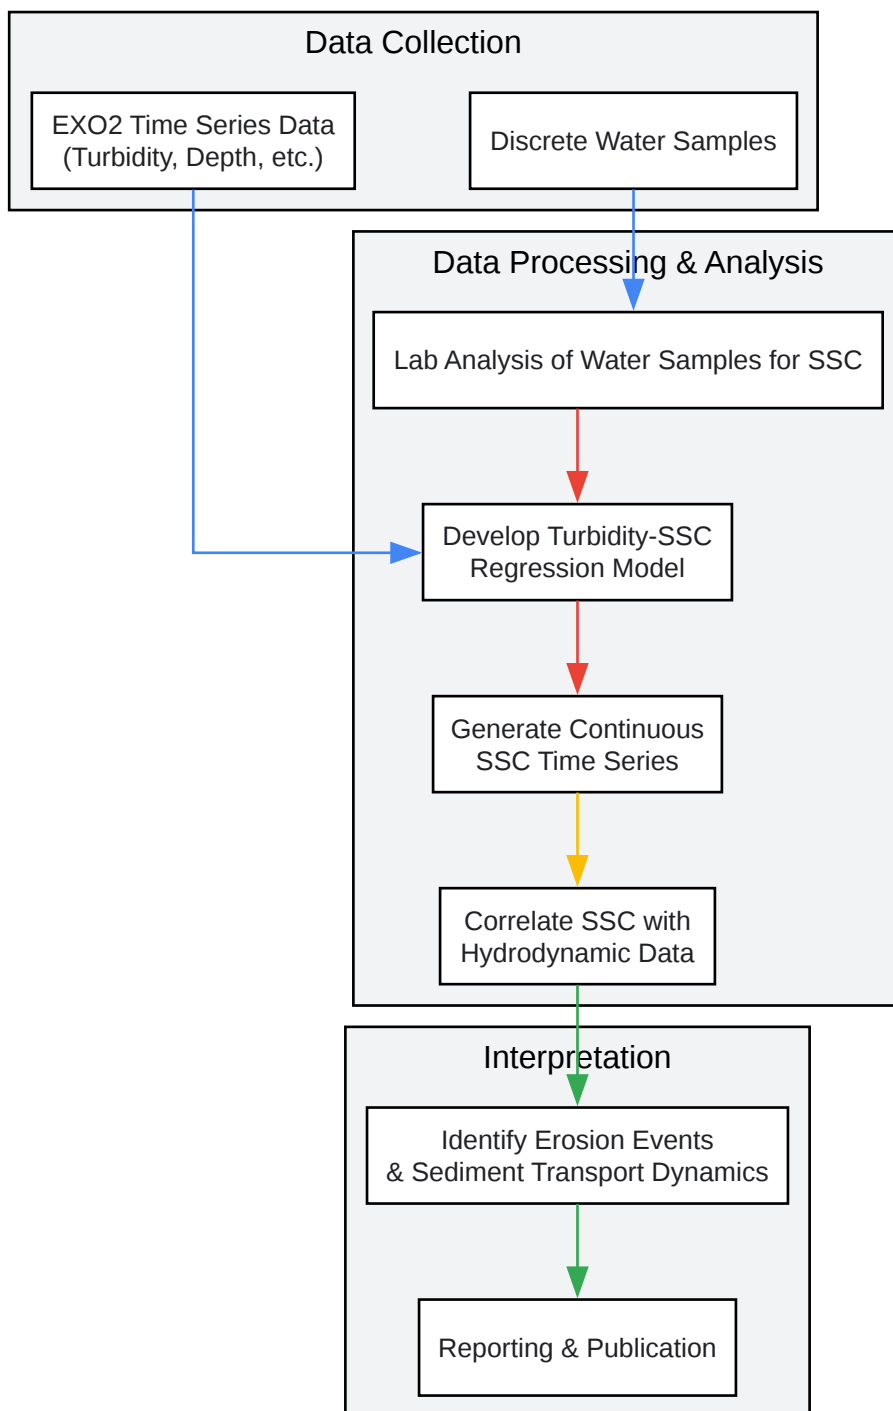 Data Collection
EXO2 Time Series Data
(Turbidity, Depth, etc.)
Discrete Water Samples
Data Processing & Analysis
Lab Analysis of Water Samples for SSC
Develop Turbidity-SSC
Regression Model
Generate Continuous
SSC Time Series
Correlate SSC with
Hydrodynamic Data
Interpretation
Identify Erosion Events
& Sediment Transport Dynamics
Reporting & Publication